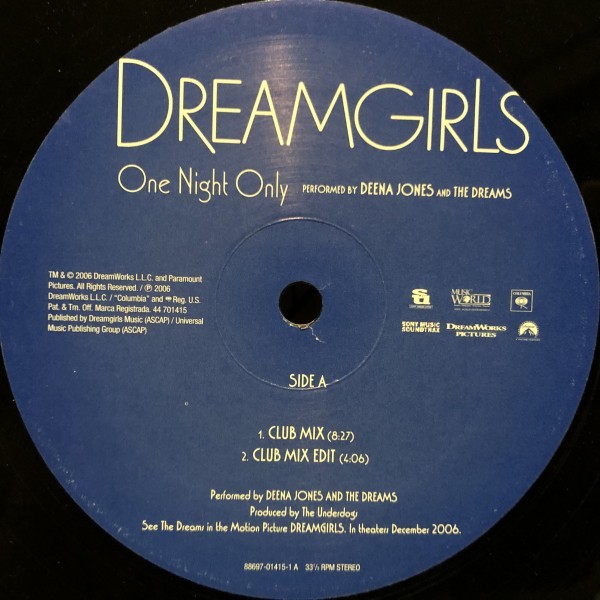 DREAMGIRLS
One Night Only PERFORMED BY DEENA JONES AND THE DREAMS
TM & © 2006 DreamWorks L.L.C. and Paramount
Pictures. All Rights Reserved. / ℗ 2006
DreamWorks L.L.C. / "Columbia" and Reg. U.S.
Pat. & Tm. Off. Marca Registrada. 44 701415
Published by Dreamgirls Music (ASCAP) / Universal
Music Publishing Group (ASCAP)
MUSIC
WORLD
COLUMBIA
SONY MUSIC
SOUNDTRAX
DREAMWORKS
PICTURES
SIDE A
1. CLUB MIX (8:27)
2. CLUB MIX EDIT (4:06)
Performed by DEENA JONES AND THE DREAMS
Produced by The Underdogs
See The Dreams in the Motion Picture DREAMGIRLS. In theaters December 2006.
88697-01415-1 A 33⅓ RPM STEREO